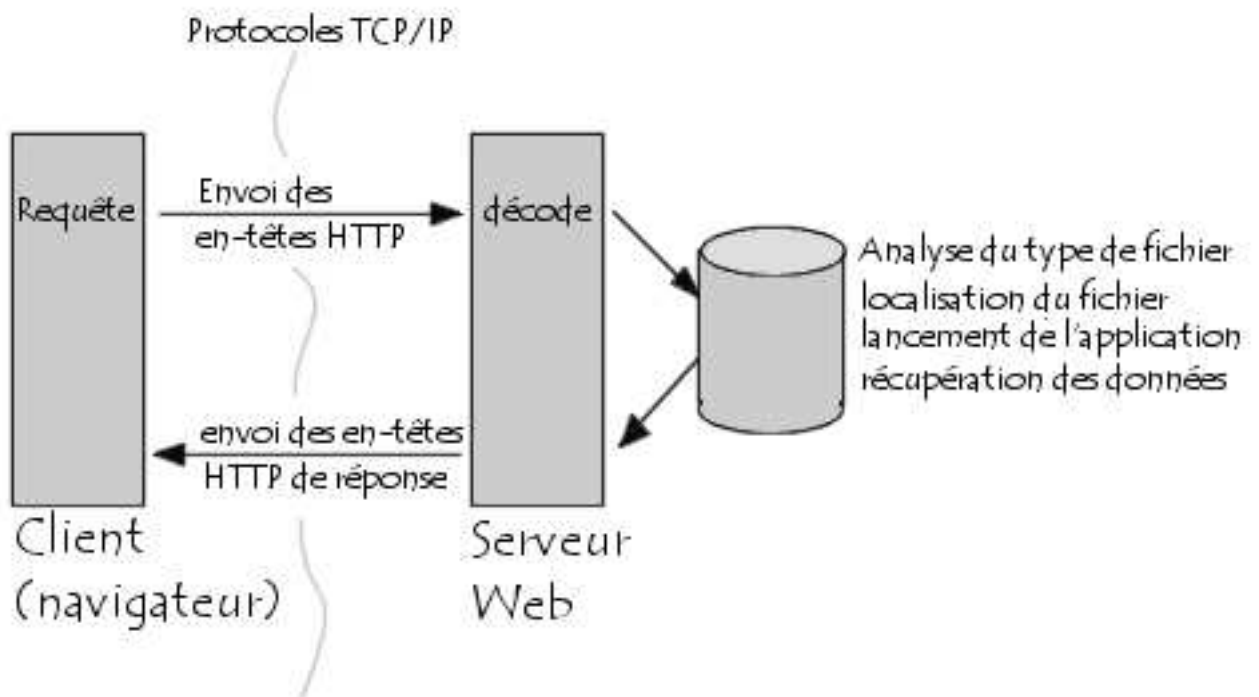 Protocoles TCP/IP
Requête
Envoi des
en-têtes HTTP
décode
Analyse du type de fichier
localisation du fichier
lancement de l'application
récupération des données
envoi des en-têtes
HTTP de réponse
Client
(navigateur)
Serveur
Web